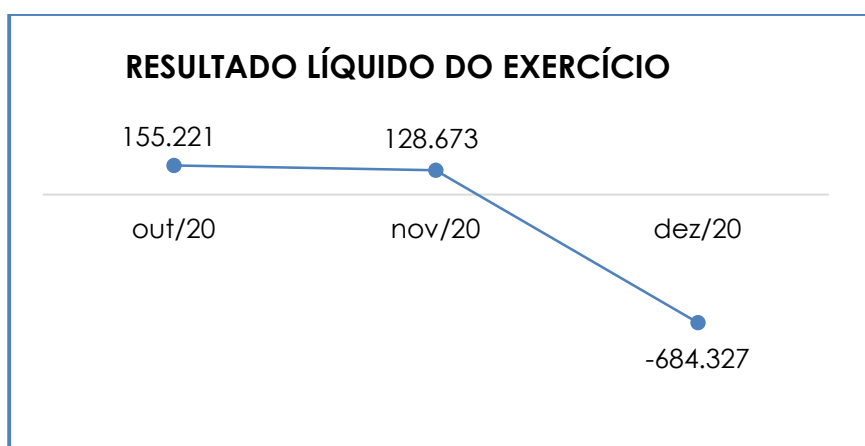 RESULTADO LÍQUIDO DO EXERCÍCIO
155.221 128.673
out/20 nov/20 dez/20
-684.327